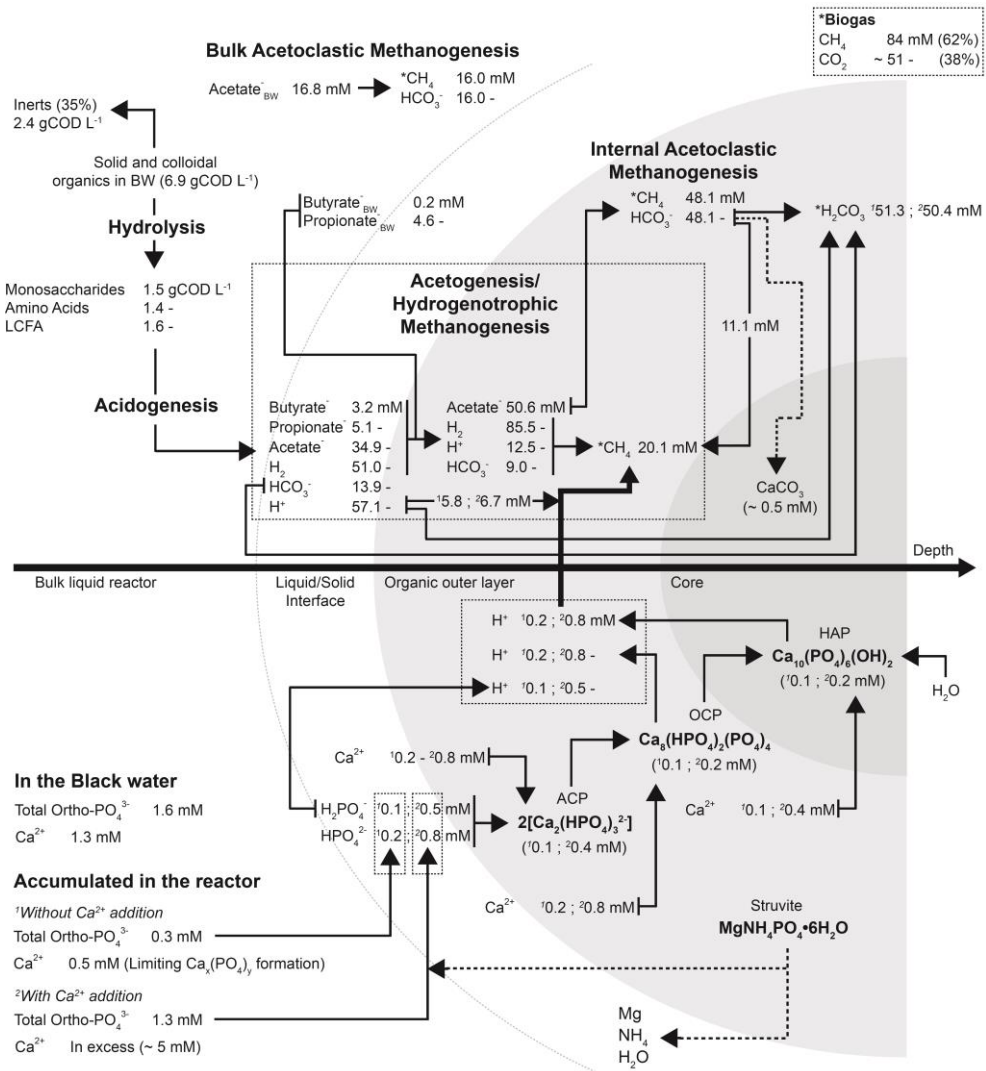 *Biogas
CH₄ 84 mM (62%)
CO₂ ~ 51 - (38%)
Bulk Acetoclastic Methanogenesis
Acetate⁻BW 16.8 mM
*CH₄ 16.0 mM
HCO₃⁻ 16.0 -
Inerts (35%)
2.4 gCOD L⁻¹
Solid and colloidal
organics in BW (6.9 gCOD L⁻¹)
Hydrolysis
Monosaccharides 1.5 gCOD L⁻¹
Amino Acids 1.4 -
LCFA 1.6 -
Acidogenesis
Butyrate⁻BW 0.2 mM
Propionate⁻BW 4.6 -
Internal Acetoclastic
Methanogenesis
*CH₄ 48.1 mM
HCO₃⁻ 48.1 -
*H₂CO₃ ¹51.3 ; ²50.4 mM
11.1 mM
CaCO₃
(~ 0.5 mM)
Acetogenesis/
Hydrogenotrophic
Methanogenesis
Butyrate⁻ 3.2 mM
Propionate⁻ 5.1 -
Acetate⁻ 34.9 -
H₂ 51.0 -
HCO₃⁻ 13.9 -
H⁺ 57.1 -
Acetate⁻ 50.6 mM
H₂ 85.5 -
H⁺ 12.5 -
HCO₃⁻ 9.0 -
*CH₄ 20.1 mM
¹5.8 ; ²6.7 mM
Depth
Bulk liquid reactor
Liquid/Solid
Interface
Organic outer layer
Core
H⁺ ¹0.2 ; ²0.8 mM
H⁺ ¹0.2 ; ²0.8 -
H⁺ ¹0.1 ; ²0.5 -
HAP
Ca₁₀(PO₄)₆(OH)₂
(¹0.1 ; ²0.2 mM)
H₂O
OCP
Ca₈(HPO₄)₂(PO₄)₄
(¹0.1 ; ²0.2 mM)
Ca²⁺ ¹0.2 - ²0.8 mM
ACP
2[Ca₂(HPO₄)₃²⁻]
(¹0.1 ; ²0.4 mM)
Ca²⁺ ¹0.1 ; ²0.4 mM
H₂PO₄⁻ ¹0.1 ; ²0.5 mM
HPO₄²⁻ ¹0.2 ; ²0.8 mM
Ca²⁺ ¹0.2 ; ²0.8 mM
In the Black water
Total Ortho-PO₄³⁻ 1.6 mM
Ca²⁺ 1.3 mM
Accumulated in the reactor
¹Without Ca²⁺ addition
Total Ortho-PO₄³⁻ 0.3 mM
Ca²⁺ 0.5 mM (Limiting Caₓ(PO₄)ᵧ formation)
²With Ca²⁺ addition
Total Ortho-PO₄³⁻ 1.3 mM
Ca²⁺ In excess (~ 5 mM)
Struvite
MgNH₄PO₄•6H₂O
Mg
NH₄
H₂O